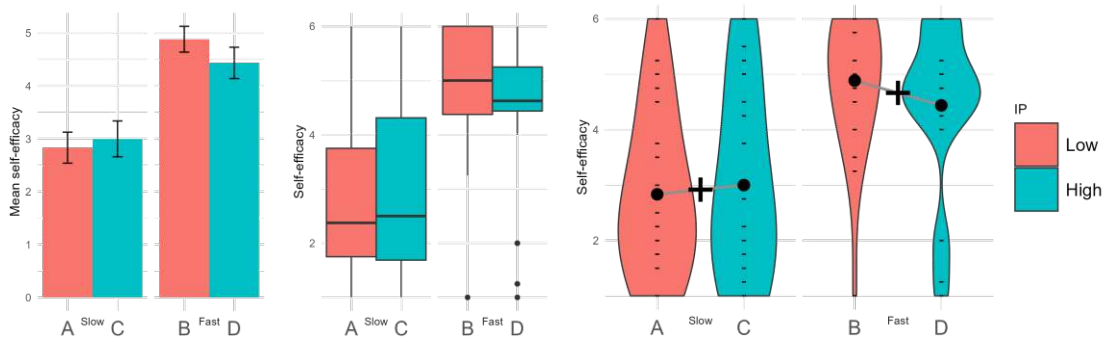 Mean self-efficacy
5
4
3
2
1
0
A Slow C
B Fast D
Self-efficacy
6
4
2
A Slow C
B Fast D
Self-efficacy
6
4
2
A Slow C
B Fast D
IP
Low
High